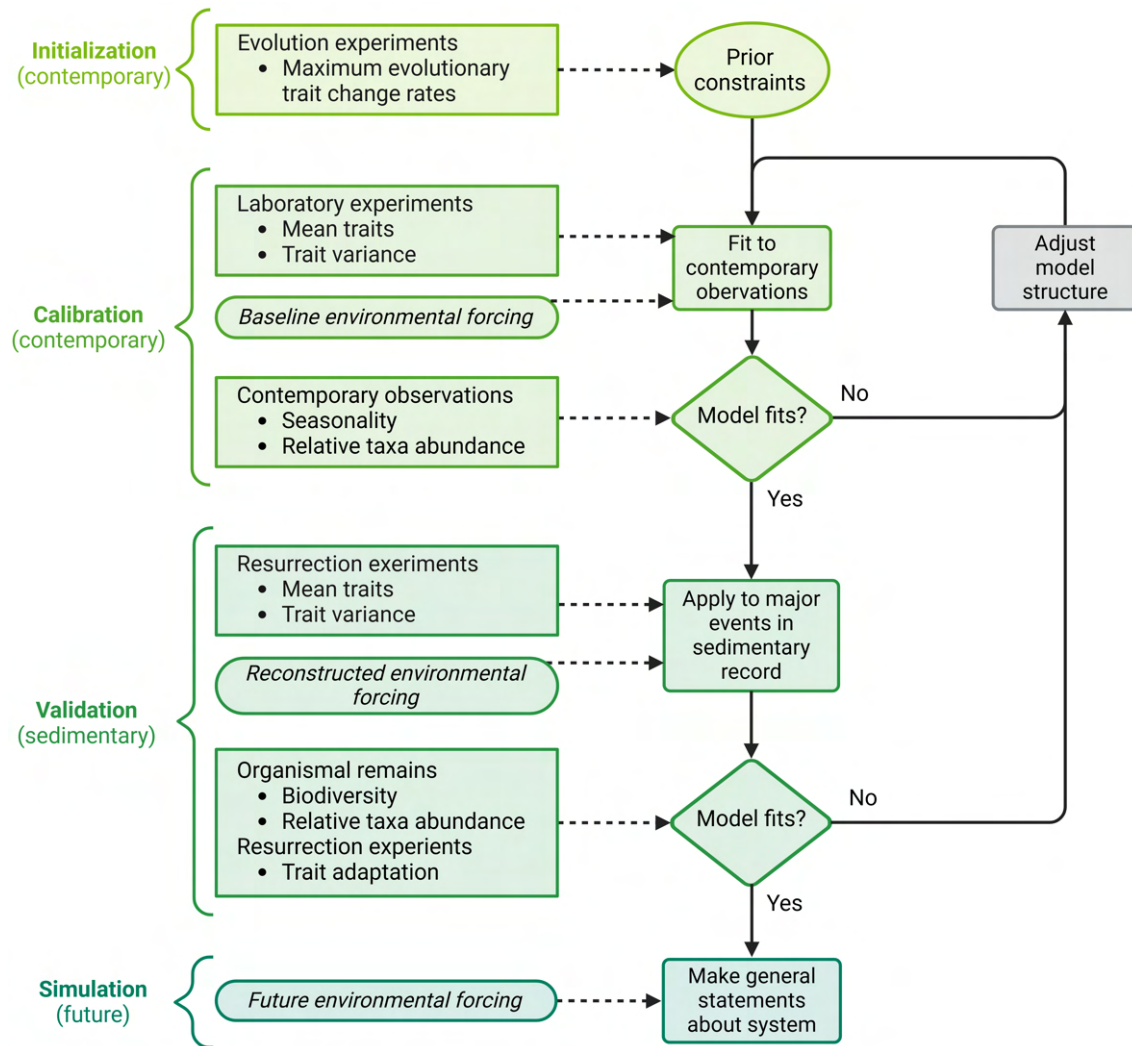 Initialization
(contemporary)
Evolution experiments
• Maximum evolutionary
trait change rates
Prior
constraints
Calibration
(contemporary)
Laboratory experiments
• Mean traits
• Trait variance
Baseline environmental forcing
Contemporary observations
• Seasonality
• Relative taxa abundance
Fit to
contemporary
obervations
Adjust
model
structure
Model fits?
No
Yes
Validation
(sedimentary)
Resurrection exeriments
• Mean traits
• Trait variance
Reconstructed environmental
forcing
Organismal remains
• Biodiversity
• Relative taxa abundance
Resurrection experients
• Trait adaptation
Apply to major
events in
sedimentary
record
Model fits?
No
Yes
Simulation
(future)
Future environmental forcing
Make general
statements
about system